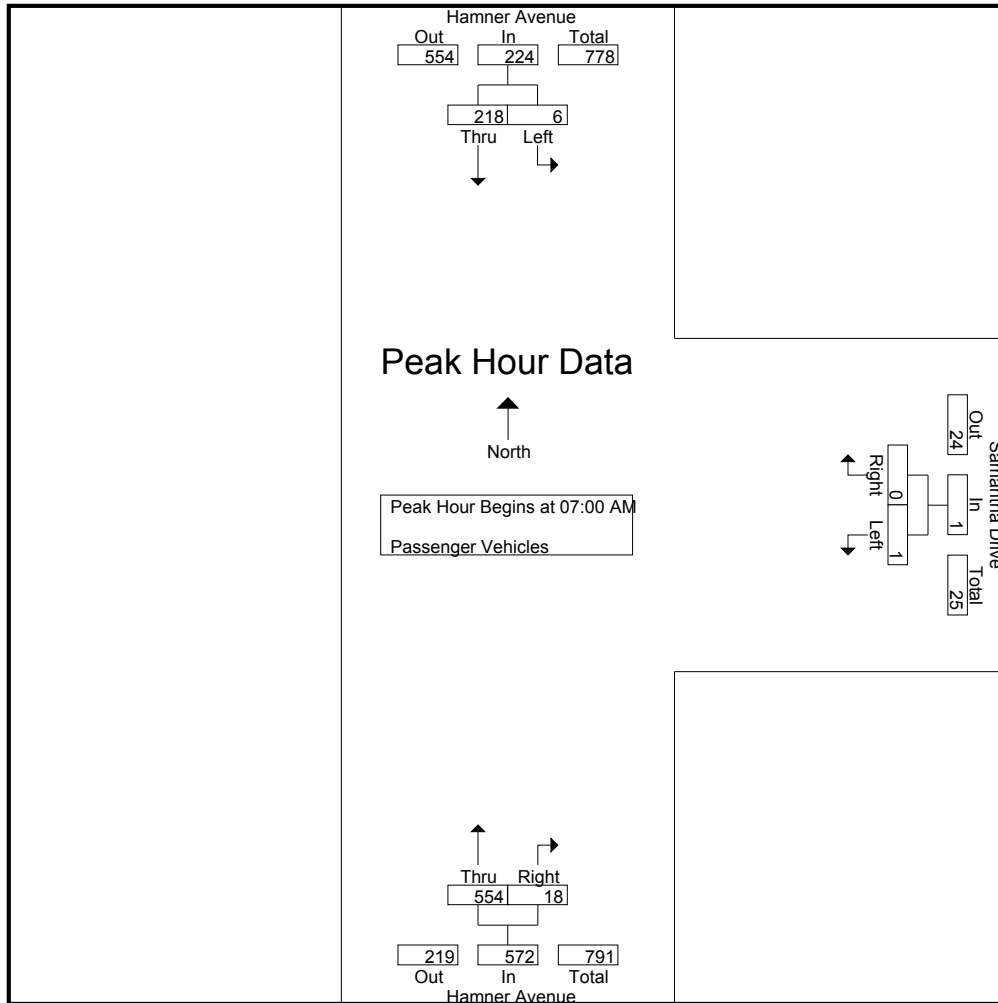 Hamner Avenue
Out In Total
554 224 778
218 6
Thru Left
Peak Hour Data
North
Peak Hour Begins at 07:00 AM
Passenger Vehicles
Samantha Drive
Out In Total
24 1 25
Right Left
0 1
Thru Right
554 18
219 572 791
Out In Total
Hamner Avenue